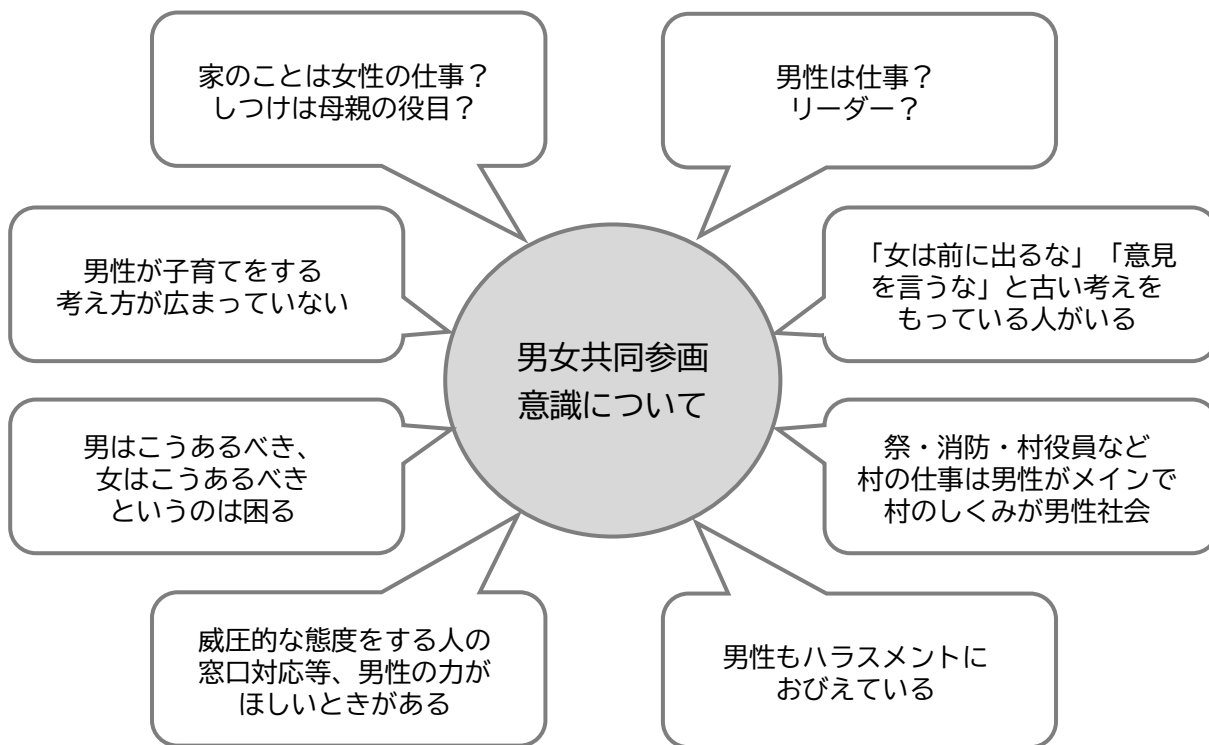 家のことは女性の仕事？
しつけは母親の役目？
男性は仕事？
リーダー？
男性が子育てをする
考え方が広まっていない
「女は前に出るな」「意見
を言うな」と古い考えを
もっている人がいる
男女共同参画
意識について
男はこうあるべき、
女はこうあるべき
というのは困る
祭・消防・村役員など
村の仕事は男性がメインで
村のしくみが男性社会
威圧的な態度をする人の
窓口対応等、男性の力が
ほしいときがある
男性もハラスメントに
おびえている